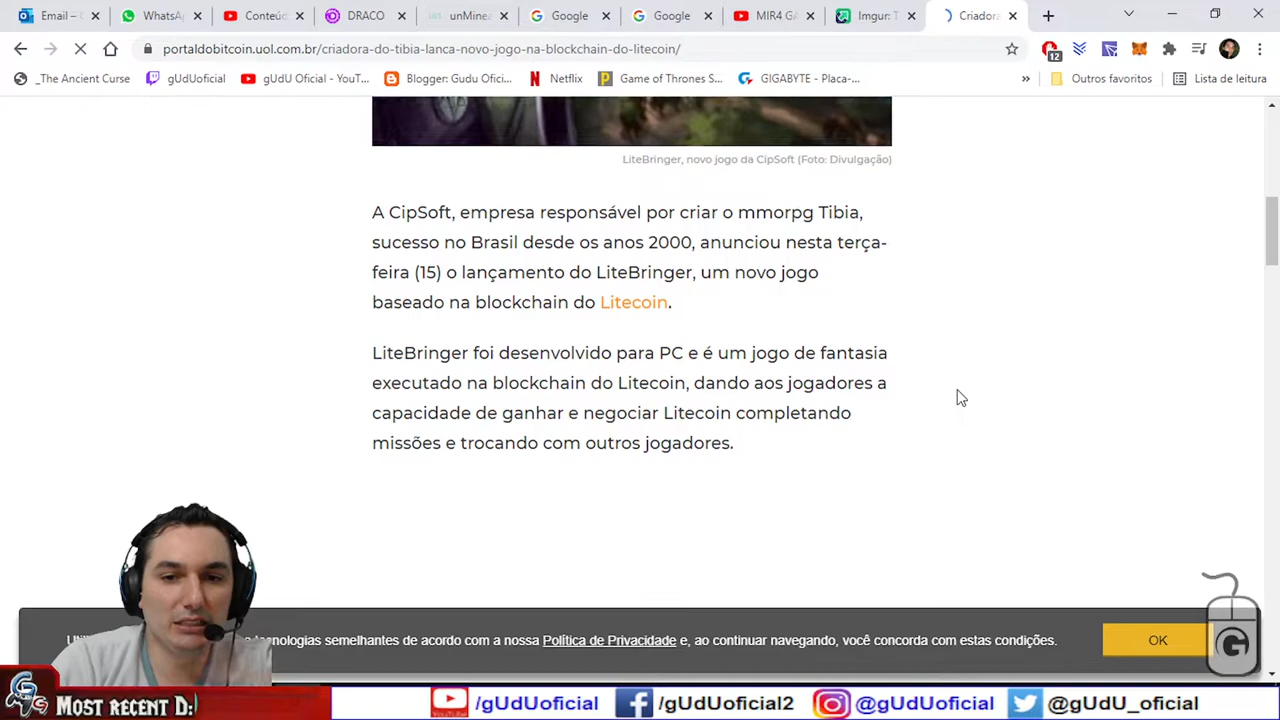 Email –
WhatsA
Conteúd
DRACO
unMinea
Google
Google
MIR4 GA
Imgur: T
Criadora
portaldobitcoin.uol.com.br/criadora-do-tibia-lanca-novo-jogo-na-blockchain-do-litecoin/
12
_The Ancient Curse
gUdUoficial
gUdU Oficial - YouT...
Blogger: Gudu Ofici...
Netflix
Game of Thrones S...
GIGABYTE - Placa-...
»
Outros favoritos
Lista de leitura
LiteBringer, novo jogo da CipSoft (Foto: Divulgação)
A CipSoft, empresa responsável por criar o mmorpg Tibia,
sucesso no Brasil desde os anos 2000, anunciou nesta terça-
feira (15) o lançamento do LiteBringer, um novo jogo
baseado na blockchain do Litecoin.
LiteBringer foi desenvolvido para PC e é um jogo de fantasia
executado na blockchain do Litecoin, dando aos jogadores a
capacidade de ganhar e negociar Litecoin completando
missões e trocando com outros jogadores.
tecnologias semelhantes de acordo com a nossa Política de Privacidade e, ao continuar navegando, você concorda com estas condições.
OK
G
Most recent D:
/gUdUoficial
/gUdUoficial2
@gUdUoficial
@gUdU_oficial